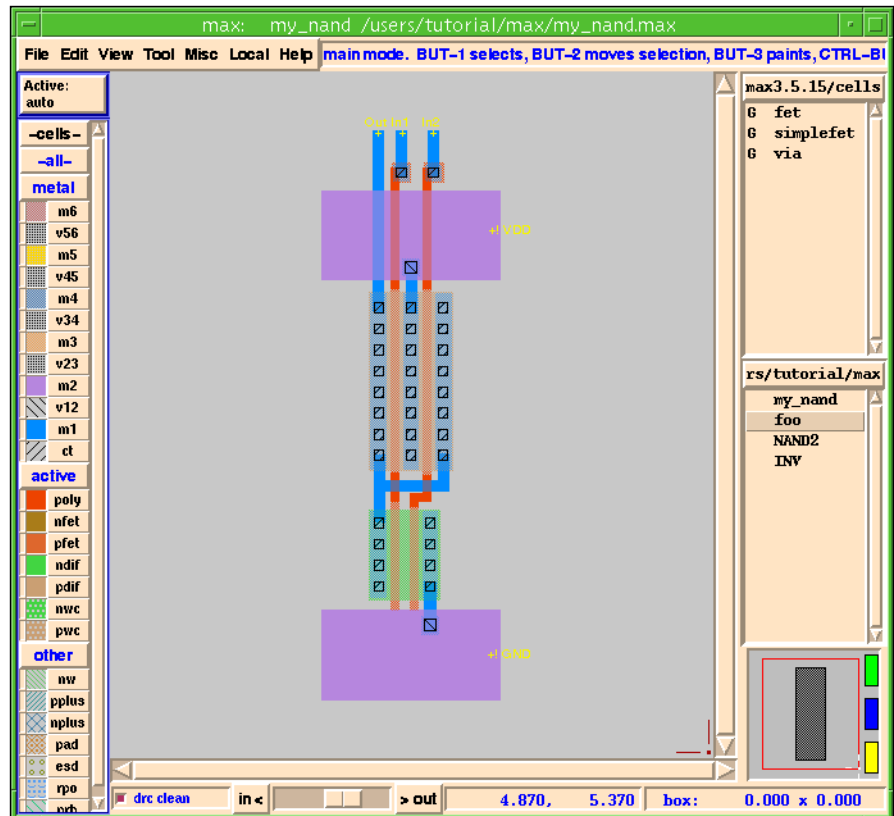 max: my_nand /users/tutorial/max/my_nand.max
File Edit View Tool Misc Local Help main mode. BUT-1 selects, BUT-2 moves selection, BUT-3 paints, CTRL-BU
Active:
auto
-cells-
-all-
metal
m6
v56
m5
v45
m4
v34
m3
v23
m2
v12
m1
ct
active
poly
nfet
pfet
ndif
pdif
nwc
pwc
other
nw
pplus
nplus
pad
esd
rpo
prb
Out In1 In2
+! VDD
+! GND
max3.5.15/cells
G fet
G simplefet
G via
rs/tutorial/max
my_nand
foo
NAND2
INV
drc clean in < > out 4.870, 5.370 box: 0.000 x 0.000